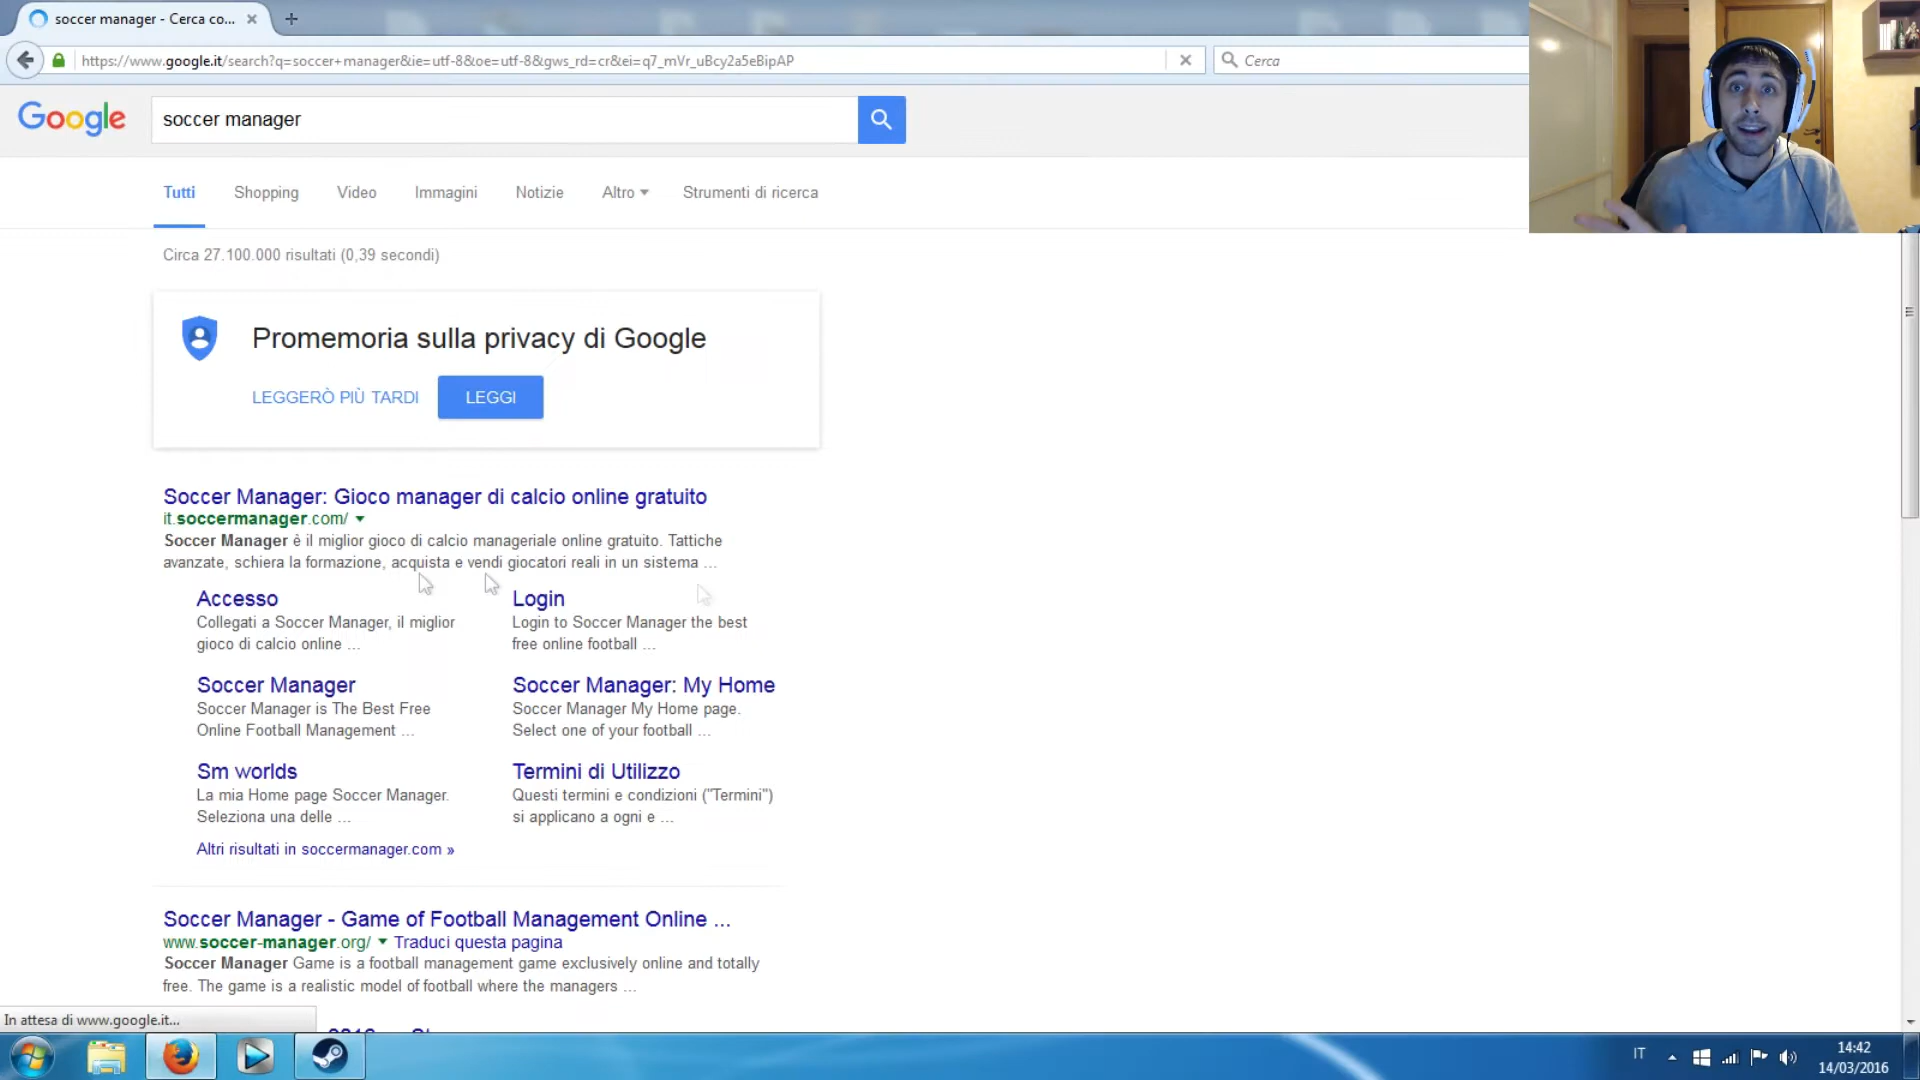 soccer manager - Cerca co...
https://www.google.it/search?q=soccer+manager&ie=utf-8&oe=utf-8&gws_rd=cr&ei=q7_mVr_uBcy2a5eBipAP
Cerca
Google
soccer manager
Tutti
Shopping
Video
Immagini
Notizie
Altro
Strumenti di ricerca
Circa 27.100.000 risultati (0,39 secondi)
Promemoria sulla privacy di Google
LEGGERÒ PIÙ TARDI
LEGGI
Soccer Manager: Gioco manager di calcio online gratuito
it.soccermanager.com/
Soccer Manager è il miglior gioco di calcio manageriale online gratuito. Tattiche
avanzate, schiera la formazione, acquista e vendi giocatori reali in un sistema ...
Accesso
Collegati a Soccer Manager, il miglior
gioco di calcio online ...
Login
Login to Soccer Manager the best
free online football ...
Soccer Manager
Soccer Manager is The Best Free
Online Football Management ...
Soccer Manager: My Home
Soccer Manager My Home page.
Select one of your football ...
Sm worlds
La mia Home page Soccer Manager.
Seleziona una delle ...
Termini di Utilizzo
Questi termini e condizioni ("Termini")
si applicano a ogni e ...
Altri risultati in soccermanager.com »
Soccer Manager - Game of Football Management Online ...
www.soccer-manager.org/ Traduci questa pagina
Soccer Manager Game is a football management game exclusively online and totally
free. The game is a realistic model of football where the managers ...
In attesa di www.google.it...
IT
14:42
14/03/2016